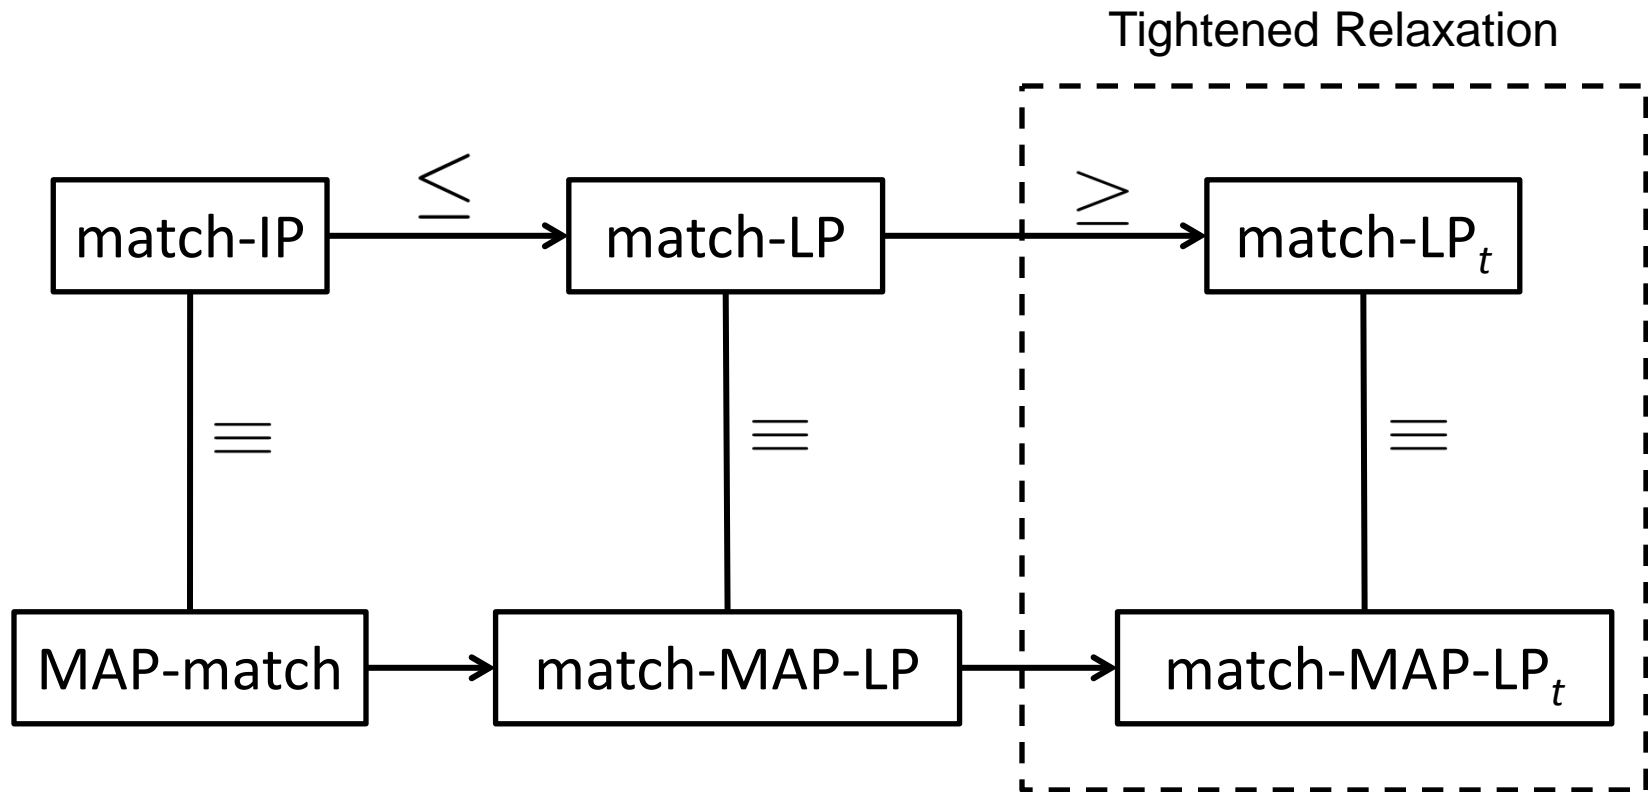 Tightened Relaxation
≤ ≥
match-IP match-LP match-LPₜ
≡ ≡ ≡
MAP-match match-MAP-LP match-MAP-LPₜ